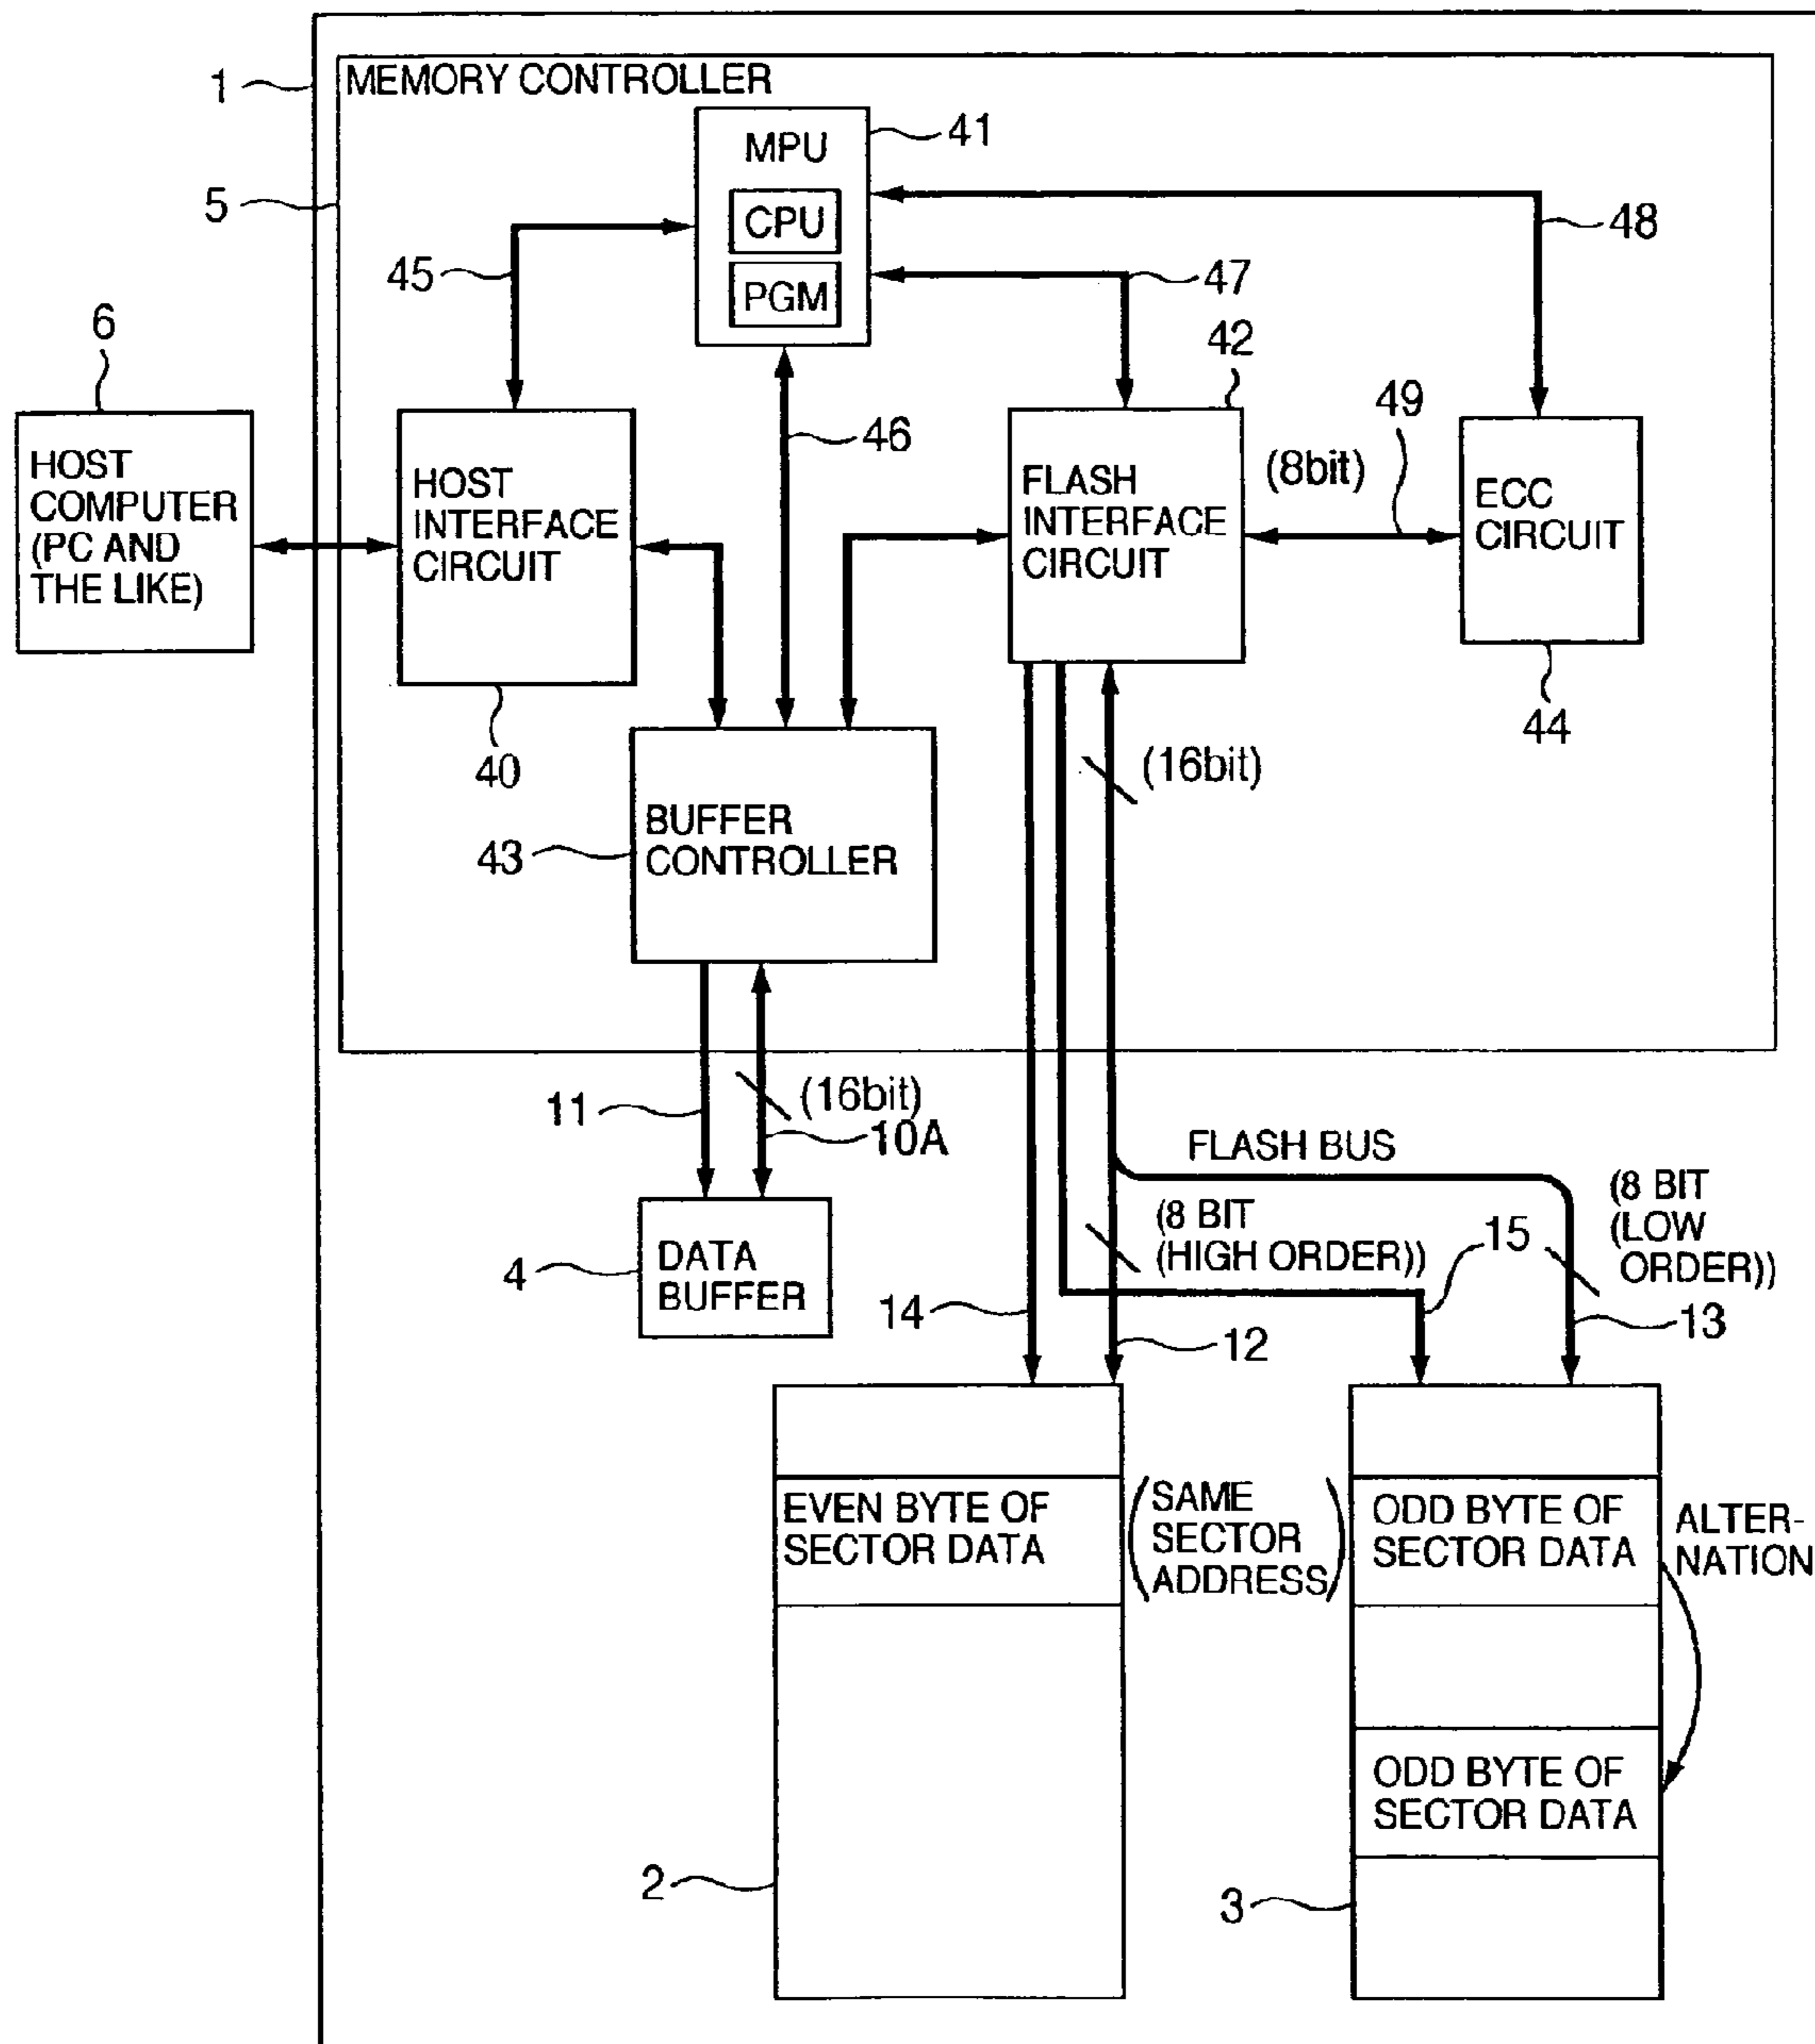 1
MEMORY CONTROLLER
41
MPU
5
CPU
48
45
47
PGM
6
42
49
46
HOST
COMPUTER
(PC AND
THE LIKE)
HOST
INTERFACE
CIRCUIT
FLASH
INTERFACE
CIRCUIT
(8bit)
ECC
CIRCUIT
40
44
(16bit)
43
BUFFER
CONTROLLER
11
(16bit)
10A
FLASH BUS
(8 BIT
(HIGH ORDER))
15
(8 BIT
(LOW
ORDER))
4
DATA
BUFFER
14
12
13
EVEN BYTE OF
SECTOR DATA
(SAME
SECTOR
ADDRESS)
ODD BYTE OF
SECTOR DATA
ALTER-
NATION
ODD BYTE OF
SECTOR DATA
2
3